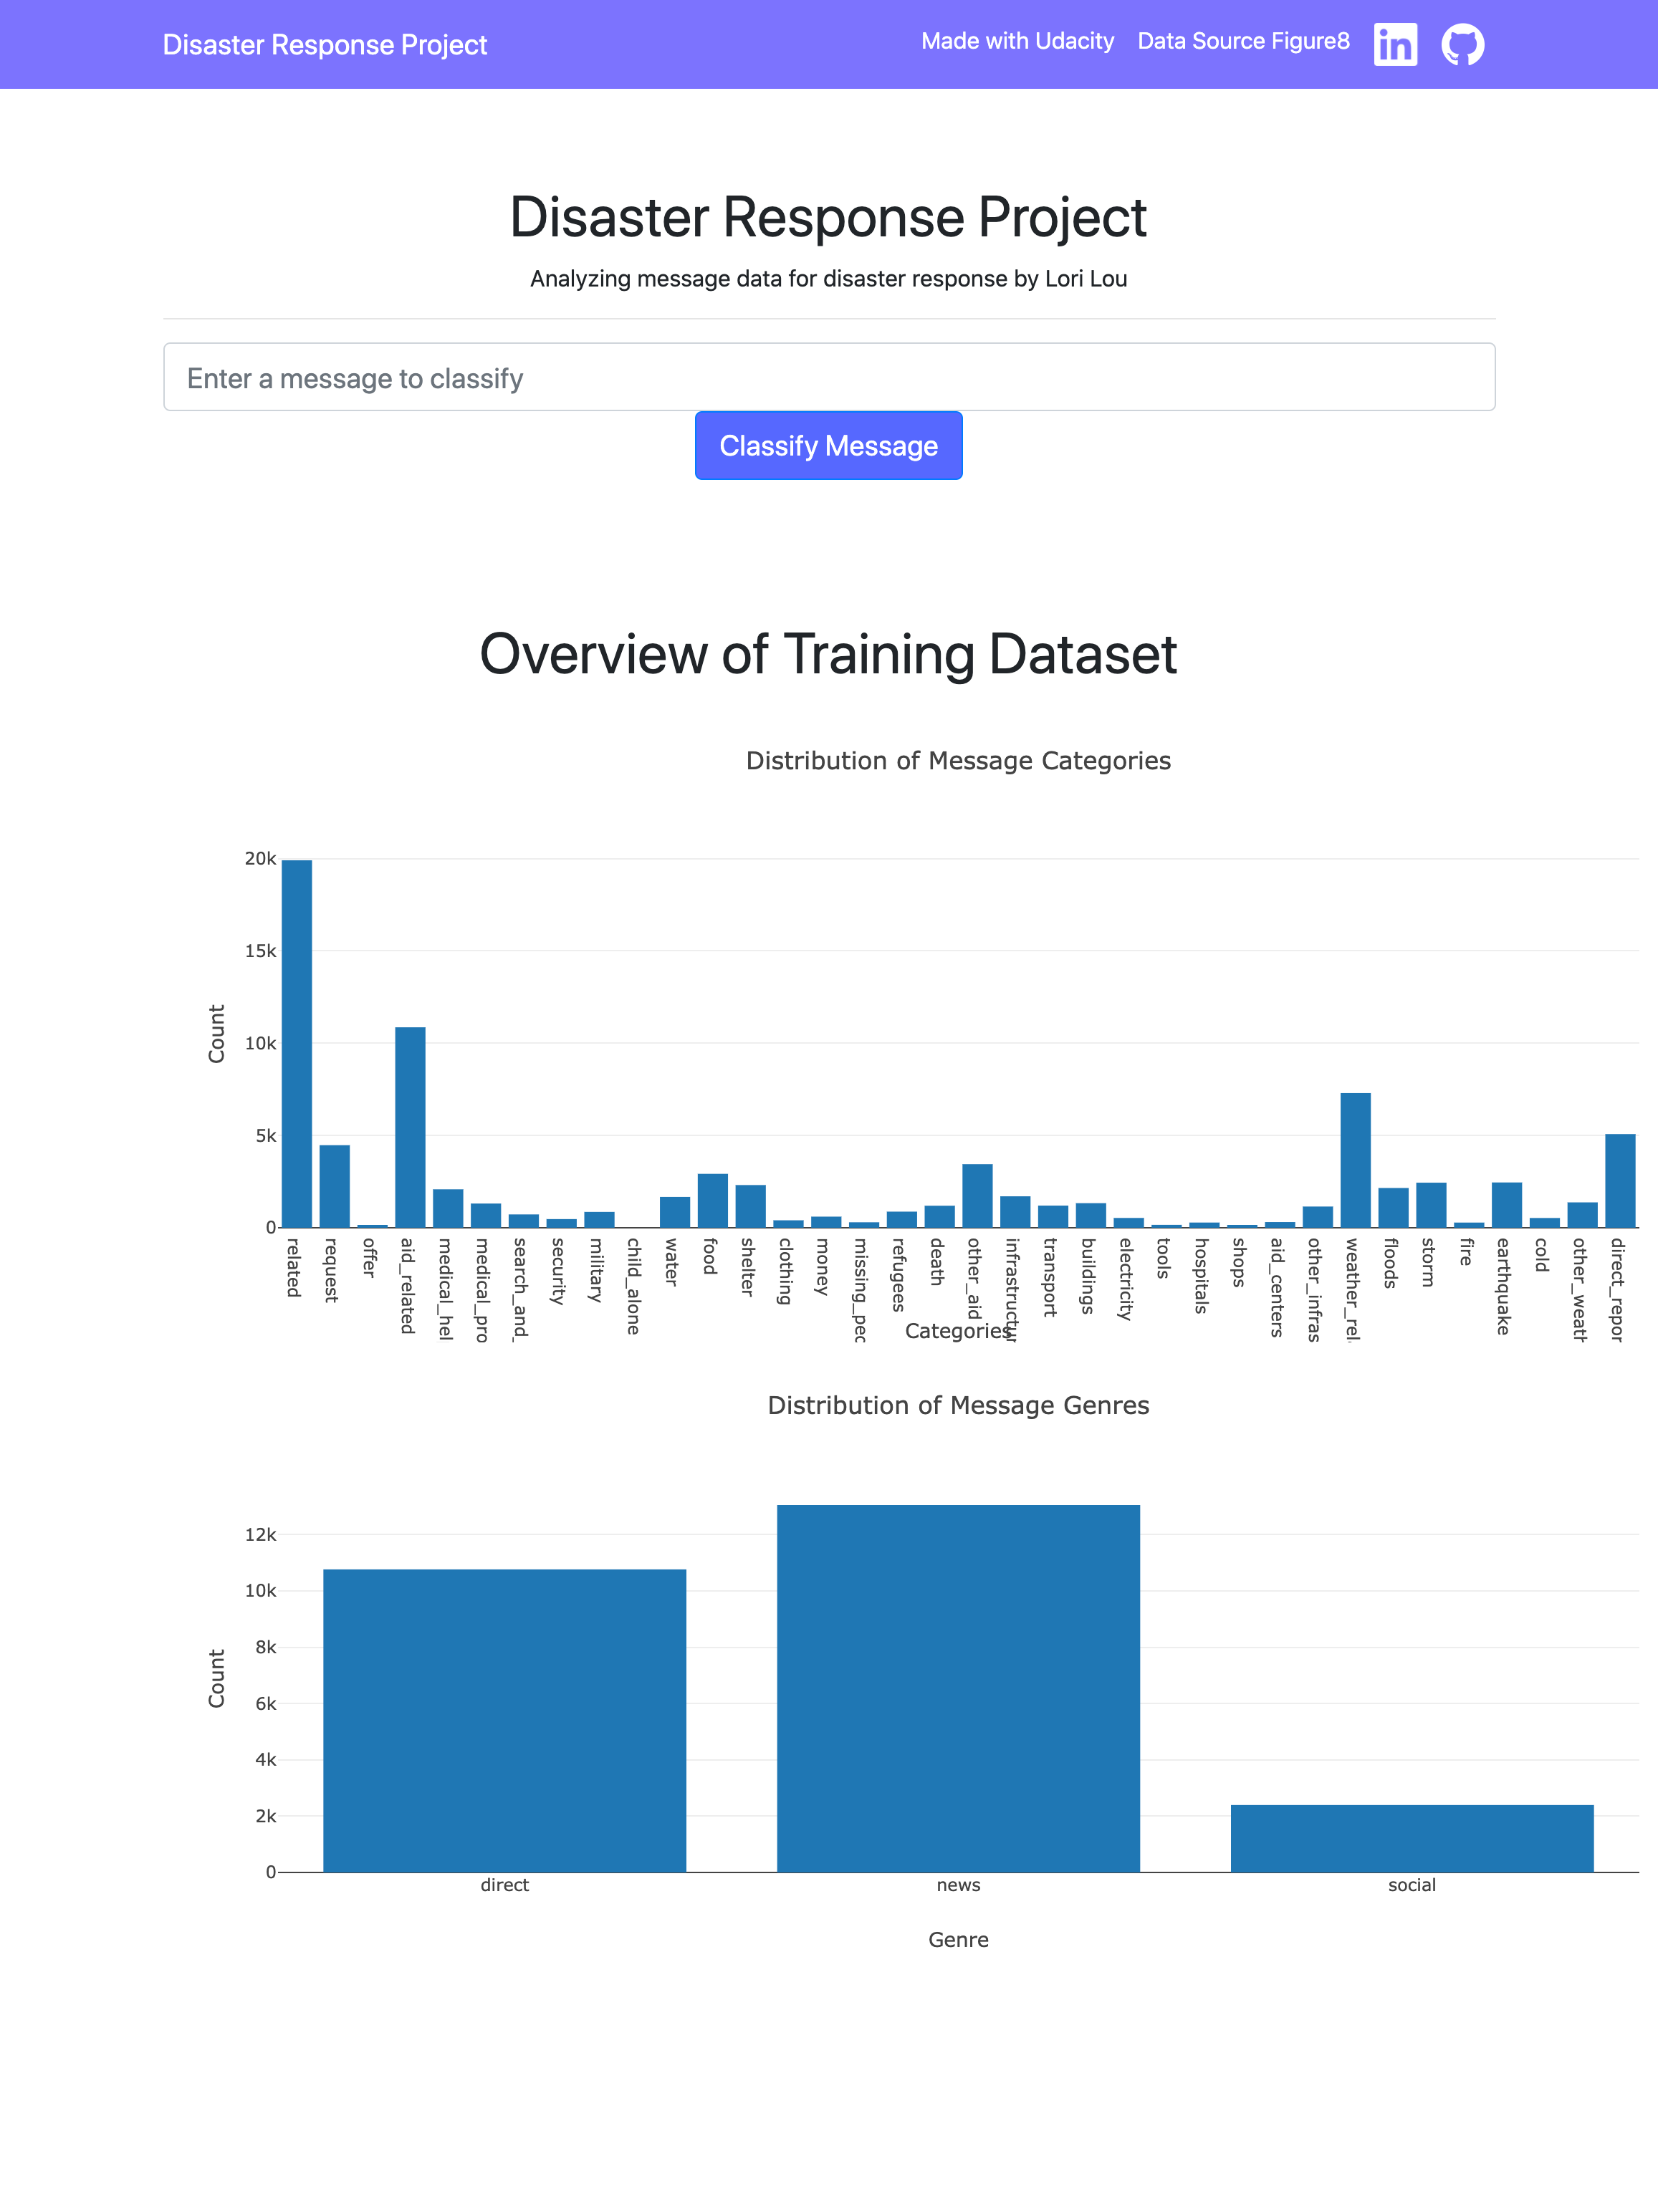 Disaster Response Project
Made with Udacity
Data Source Figure8
in
Disaster Response Project
Analyzing message data for disaster response by Lori Lou
Enter a message to classify
Classify Message
Overview of Training Dataset
Distribution of Message Categories
Count
20k
15k
10k
5k
0
related
request
offer
aid_related
medical_hel
medical_pro
search_and_
security
military
child_alone
water
food
shelter
clothing
money
missing_peo
refugees
death
other_aid
infrastructur
transport
buildings
electricity
tools
hospitals
shops
aid_centers
other_infras
weather_rel
floods
storm
fire
earthquake
cold
other_weath
direct_repor
Categories
Distribution of Message Genres
Count
12k
10k
8k
6k
4k
2k
0
direct
news
social
Genre